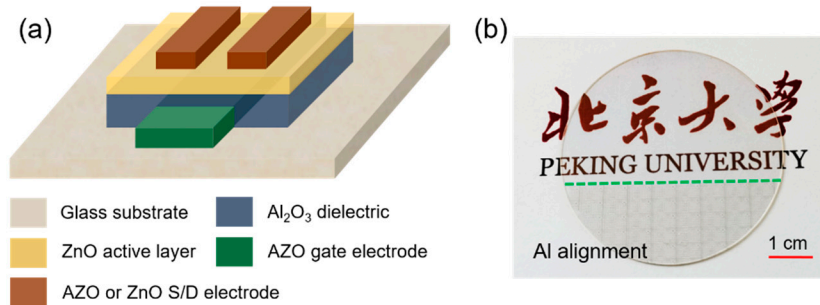 (a)
Glass substrate
Al₂O₃ dielectric
ZnO active layer
AZO gate electrode
AZO or ZnO S/D electrode
(b)
北京大学
PEKING UNIVERSITY
Al alignment
1 cm